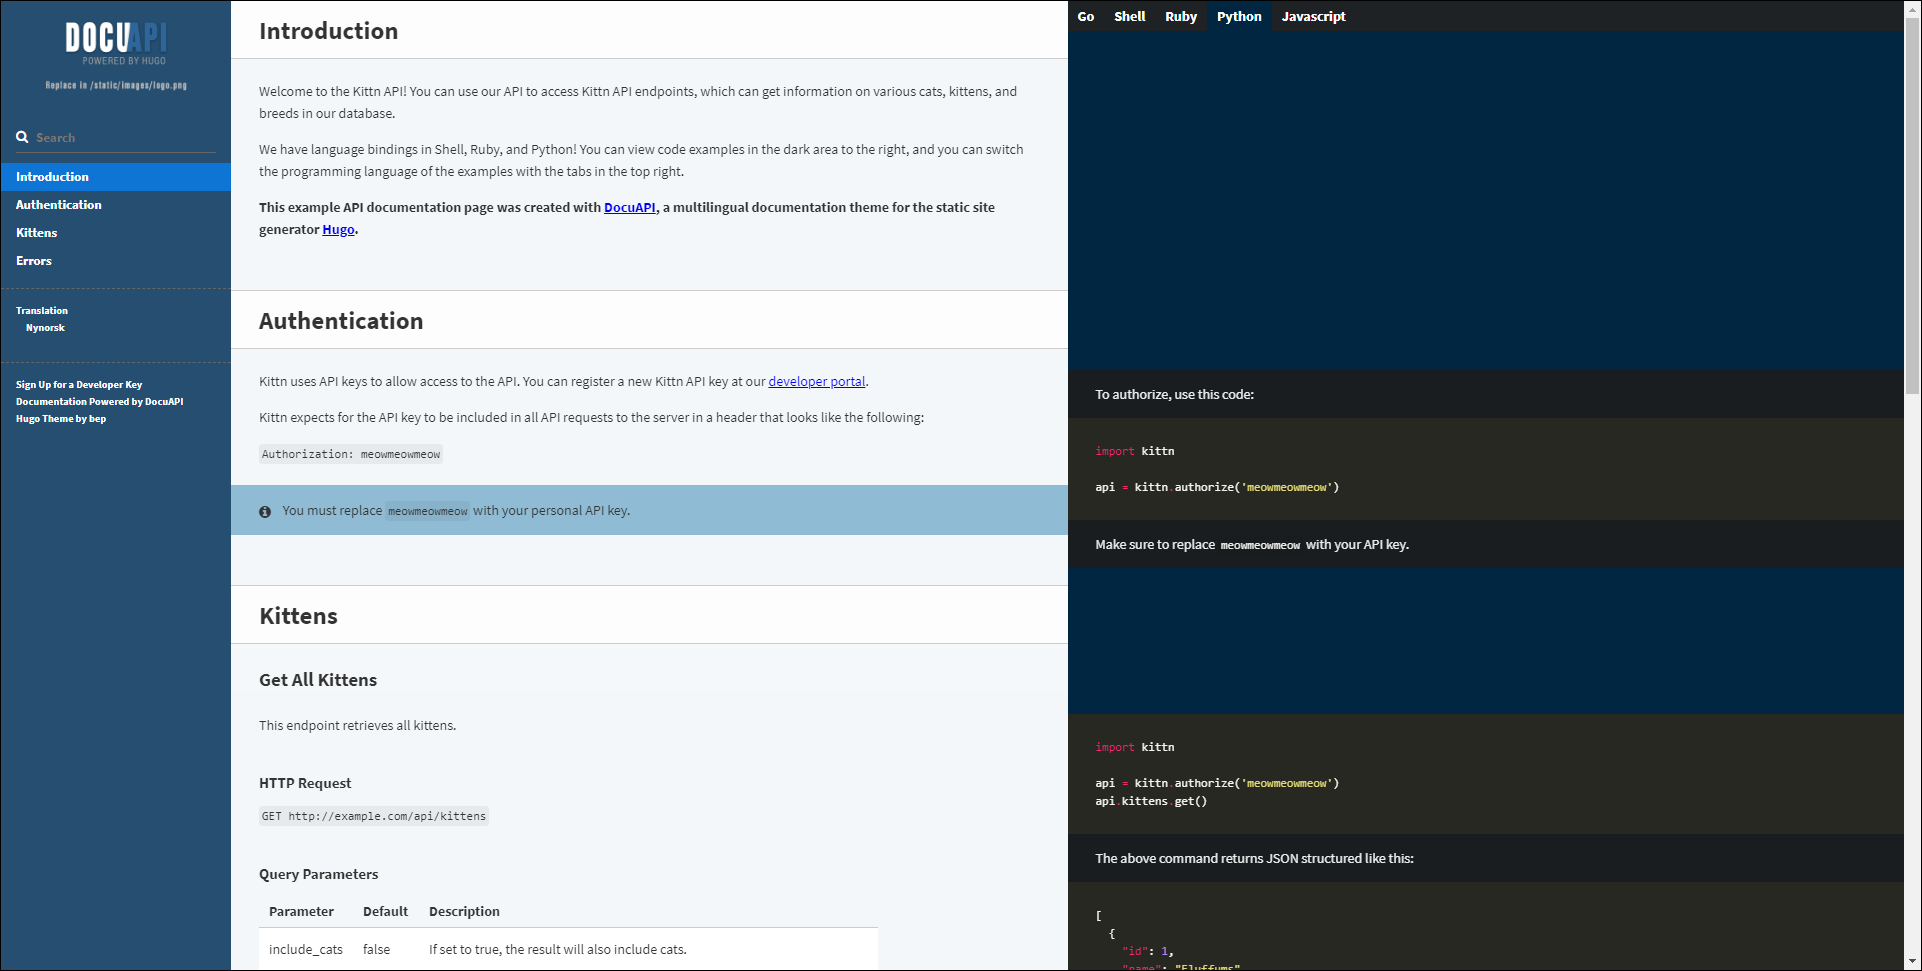 DOCUAPI
POWERED BY HUGO
Replace in /static/images/logo.png
Search
Introduction
Authentication
Kittens
Errors
Translation
Nynorsk
Sign Up for a Developer Key
Documentation Powered by DocuAPI
Hugo Theme by bep
Introduction
Welcome to the Kittn API! You can use our API to access Kittn API endpoints, which can get information on various cats, kittens, and
breeds in our database.
We have language bindings in Shell, Ruby, and Python! You can view code examples in the dark area to the right, and you can switch
the programming language of the examples with the tabs in the top right.
This example API documentation page was created with DocuAPI, a multilingual documentation theme for the static site
generator Hugo.
Authentication
Kittn uses API keys to allow access to the API. You can register a new Kittn API key at our developer portal.
Kittn expects for the API key to be included in all API requests to the server in a header that looks like the following:
Authorization: meowmeowmeow
You must replace meowmeowmeow with your personal API key.
Kittens
Get All Kittens
This endpoint retrieves all kittens.
HTTP Request
GET http://example.com/api/kittens
Query Parameters
Parameter Default Description
include_cats false If set to true, the result will also include cats.
Go Shell Ruby Python Javascript
To authorize, use this code:
import kittn
api = kittn.authorize('meowmeowmeow')
Make sure to replace meowmeowmeow with your API key.
import kittn
api = kittn.authorize('meowmeowmeow')
api.kittens.get()
The above command returns JSON structured like this:
[
{
"id": 1,
"name": "Fluffums"